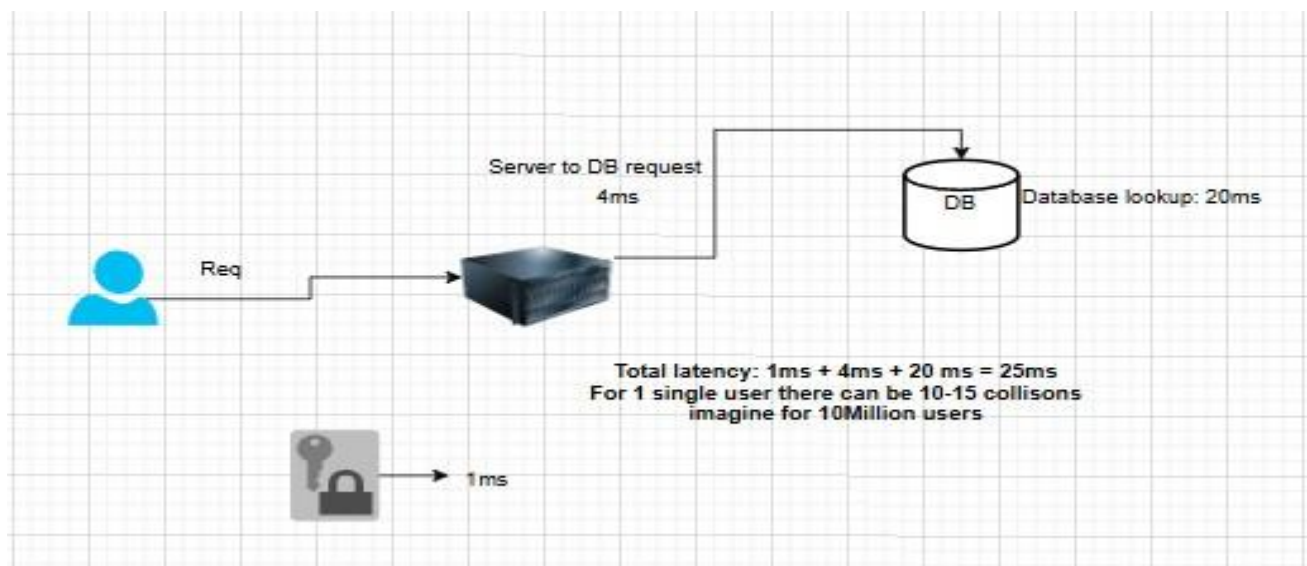 Server to DB request
4ms
DB
Database lookup: 20ms
Req
Total latency: 1ms + 4ms + 20 ms = 25ms
For 1 single user there can be 10-15 collisons
imagine for 10Million users
1ms